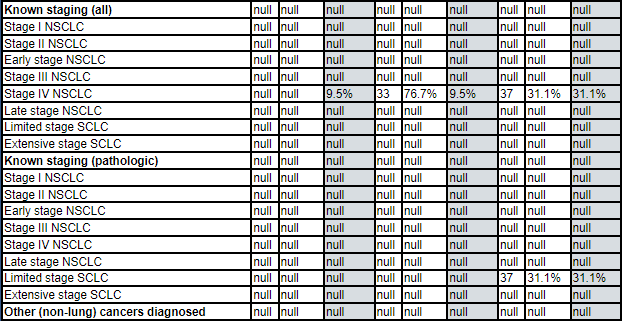 Known staging (all) null null null null null null null null null
Stage I NSCLC null null null null null null null null null
Stage II NSCLC null null null null null null null null null
Early stage NSCLC null null null null null null null null null
Stage III NSCLC null null null null null null null null null
Stage IV NSCLC null null 9.5% 33 76.7% 9.5% 37 31.1% 31.1%
Late stage NSCLC null null null null null null null null null
Limited stage SCLC null null null null null null null null null
Extensive stage SCLC null null null null null null null null null
Known staging (pathologic) null null null null null null null null null
Stage I NSCLC null null null null null null null null null
Stage II NSCLC null null null null null null null null null
Early stage NSCLC null null null null null null null null null
Stage III NSCLC null null null null null null null null null
Stage IV NSCLC null null null null null null null null null
Late stage NSCLC null null null null null null null null null
Limited stage SCLC null null null null null null 37 31.1% 31.1%
Extensive stage SCLC null null null null null null null null null
Other (non-lung) cancers diagnosed null null null null null null null null null